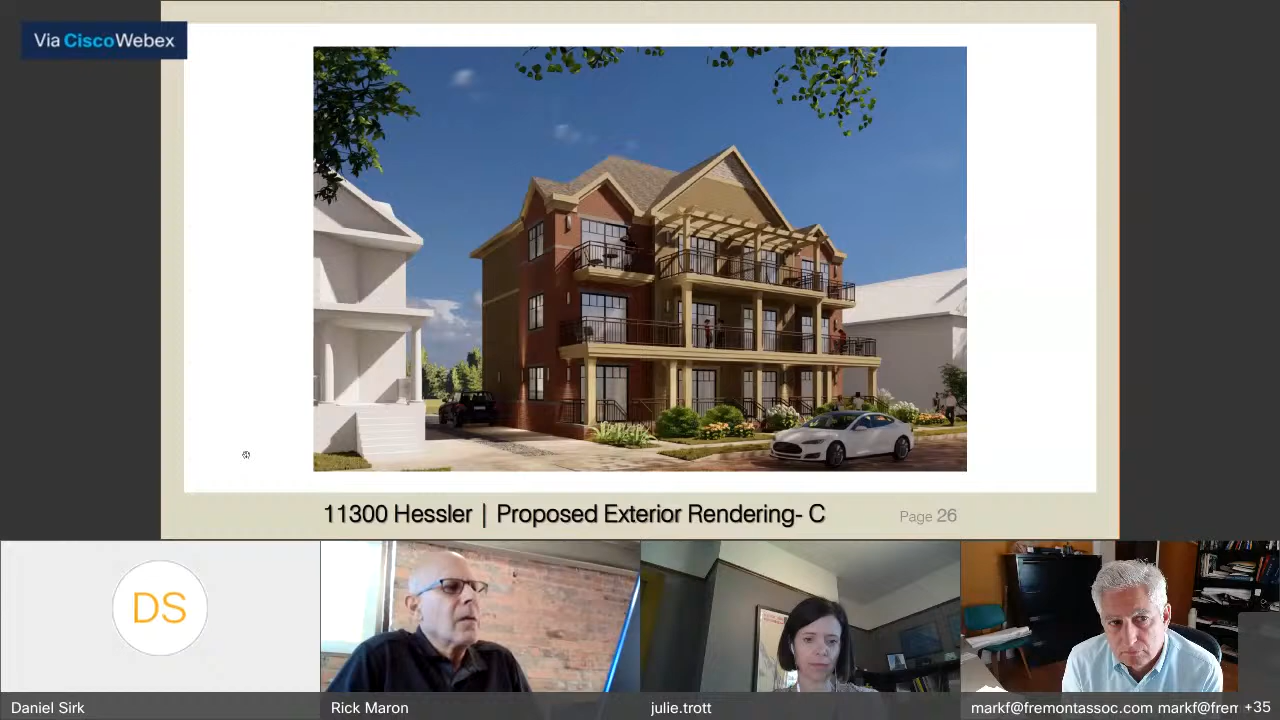 Via CiscoWebex
11300 Hessler | Proposed Exterior Rendering- C
Page 26
DS
Daniel Sirk
Rick Maron
julie.trott
markf@fremontassoc.com markf@frem +35